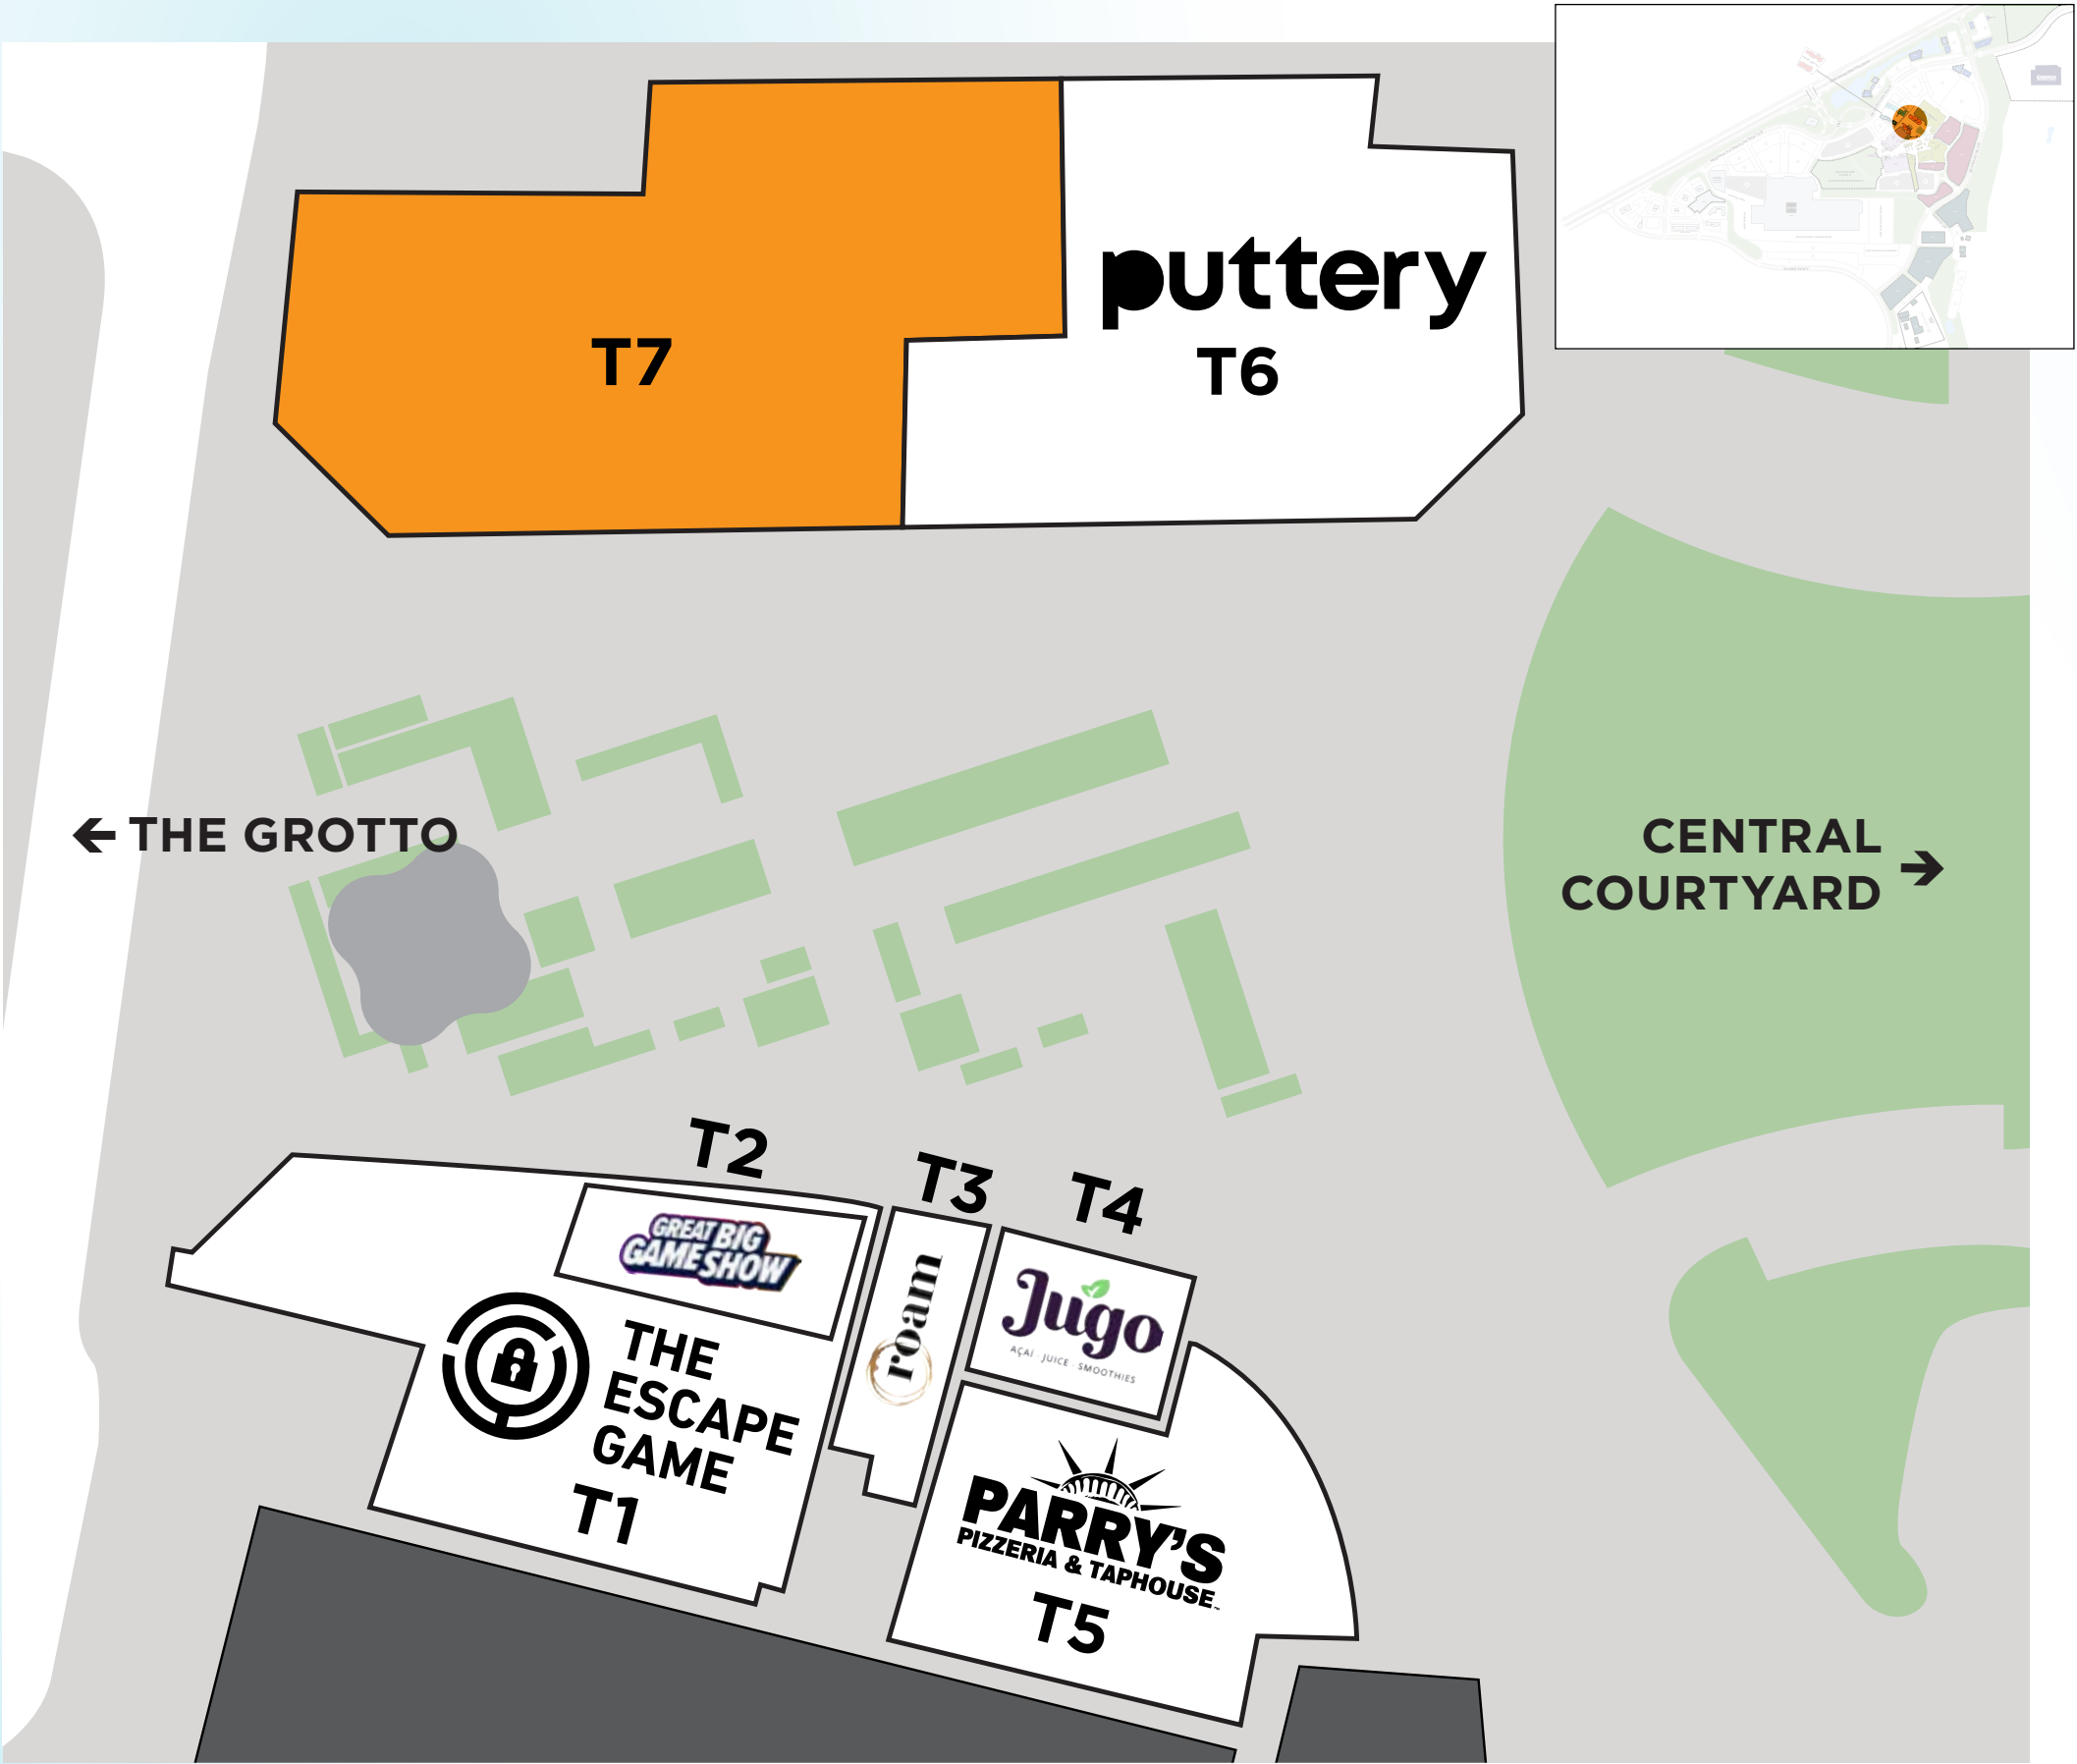 puttery
T7
T6
← THE GROTTO
CENTRAL
COURTYARD →
T2
T3
T4
GREAT BIG
GAME SHOW
roam
Jugo
AÇAÍ . JUICE . SMOOTHIES
THE
ESCAPE
GAME
T1
PARRY'S
PIZZERIA & TAPHOUSE
T5